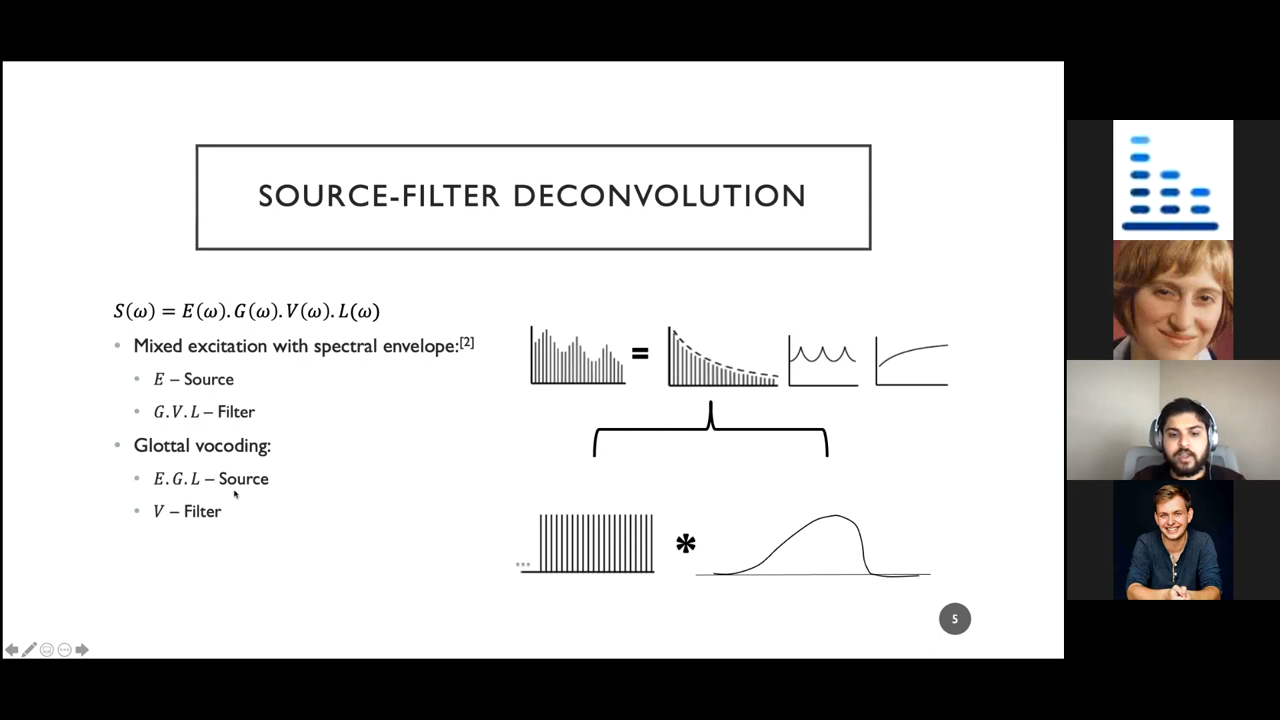 SOURCE-FILTER DECONVOLUTION
S(ω) = E(ω).G(ω).V(ω).L(ω)
• Mixed excitation with spectral envelope:[2]
• E – Source
• G.V.L – Filter
• Glottal vocoding:
• E.G.L – Source
• V – Filter
=
... *
5